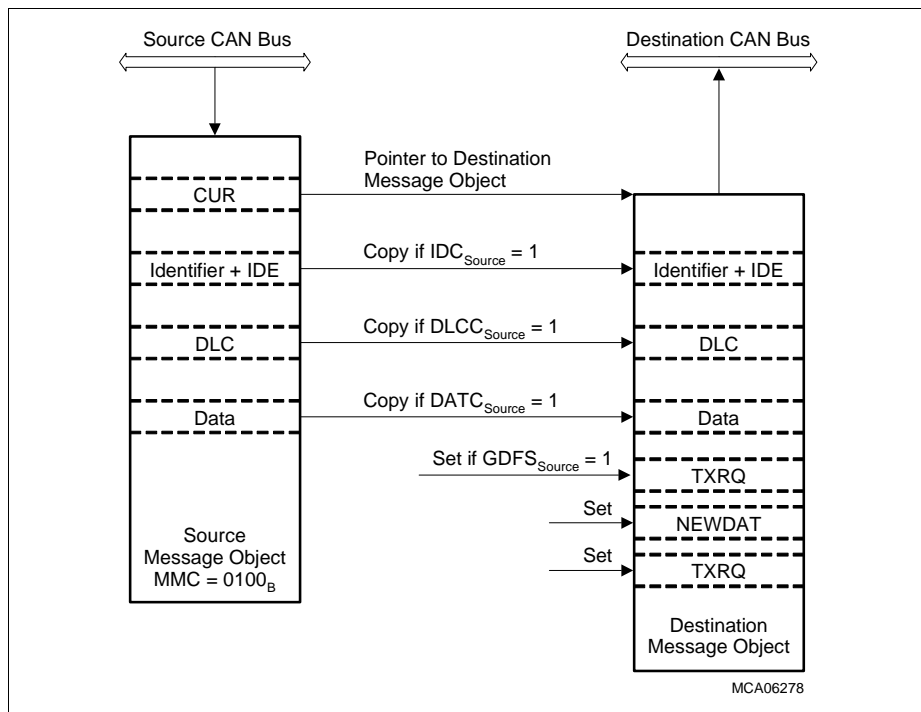 Source CAN Bus
Destination CAN Bus
Pointer to Destination
Message Object
CUR
Copy if IDC_Source = 1
Identifier + IDE
Identifier + IDE
Copy if DLCC_Source = 1
DLC
DLC
Copy if DATC_Source = 1
Data
Data
Set if GDFS_Source = 1
TXRQ
Set
NEWDAT
Set
TXRQ
Source
Message Object
MMC = 0100_B
Destination
Message Object
MCA06278